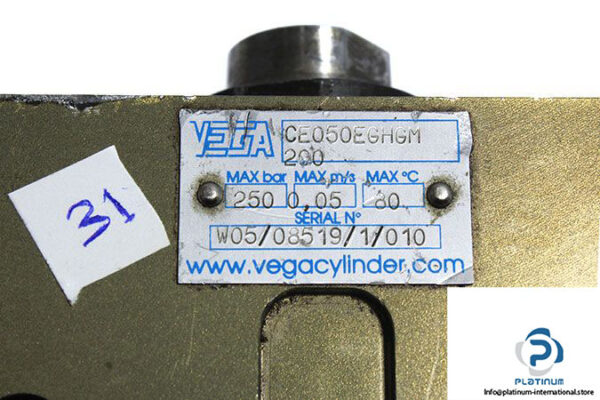 VEGA CE050EGHGM
200
MAX bar MAX m/s MAX °C
250 0,05 80
SERIAL N°
W05/08519/1/010
www.vegacylinder.com
31
PLATINUM
Info@platinum-international.store